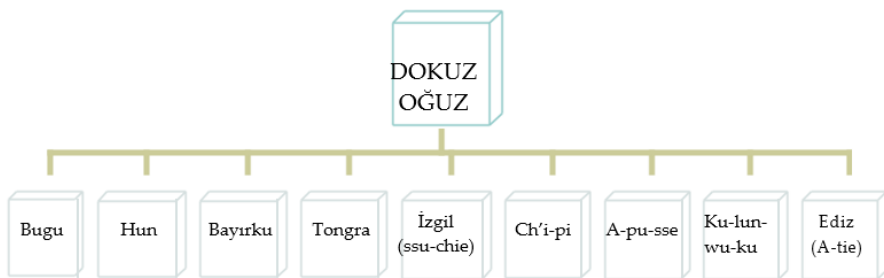 DOKUZ
OĞUZ
Bugu
Hun
Bayırku
Tongra
İzgil
(ssu-chie)
Ch’i-pi
A-pu-sse
Ku-lun-
wu-ku
Ediz
(A-tie)